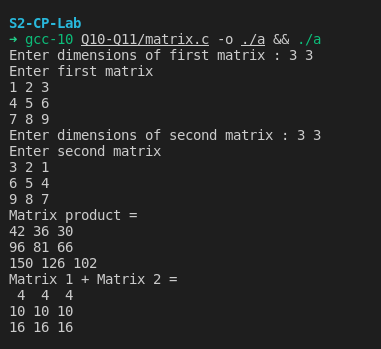 S2-CP-Lab
➜ gcc-10 Q10-Q11/matrix.c -o ./a && ./a
Enter dimensions of first matrix : 3 3
Enter first matrix
1 2 3
4 5 6
7 8 9
Enter dimensions of second matrix : 3 3
Enter second matrix
3 2 1
6 5 4
9 8 7
Matrix product =
42 36 30
96 81 66
150 126 102
Matrix 1 + Matrix 2 =
 4  4  4
10 10 10
16 16 16